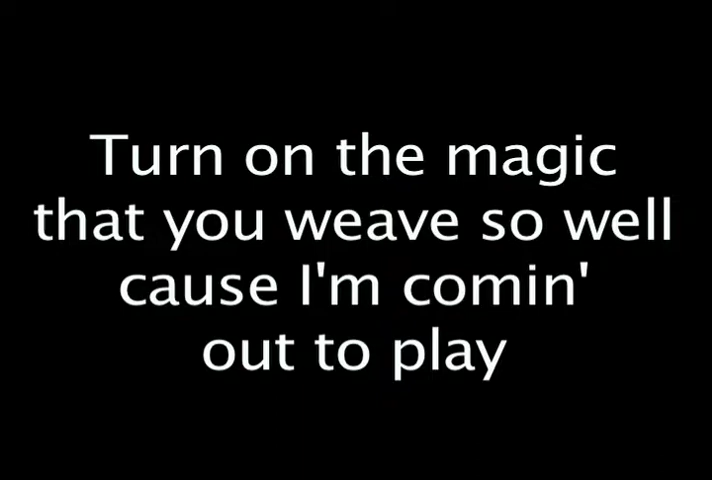 Turn on the magic
that you weave so well
cause I'm comin'
out to play